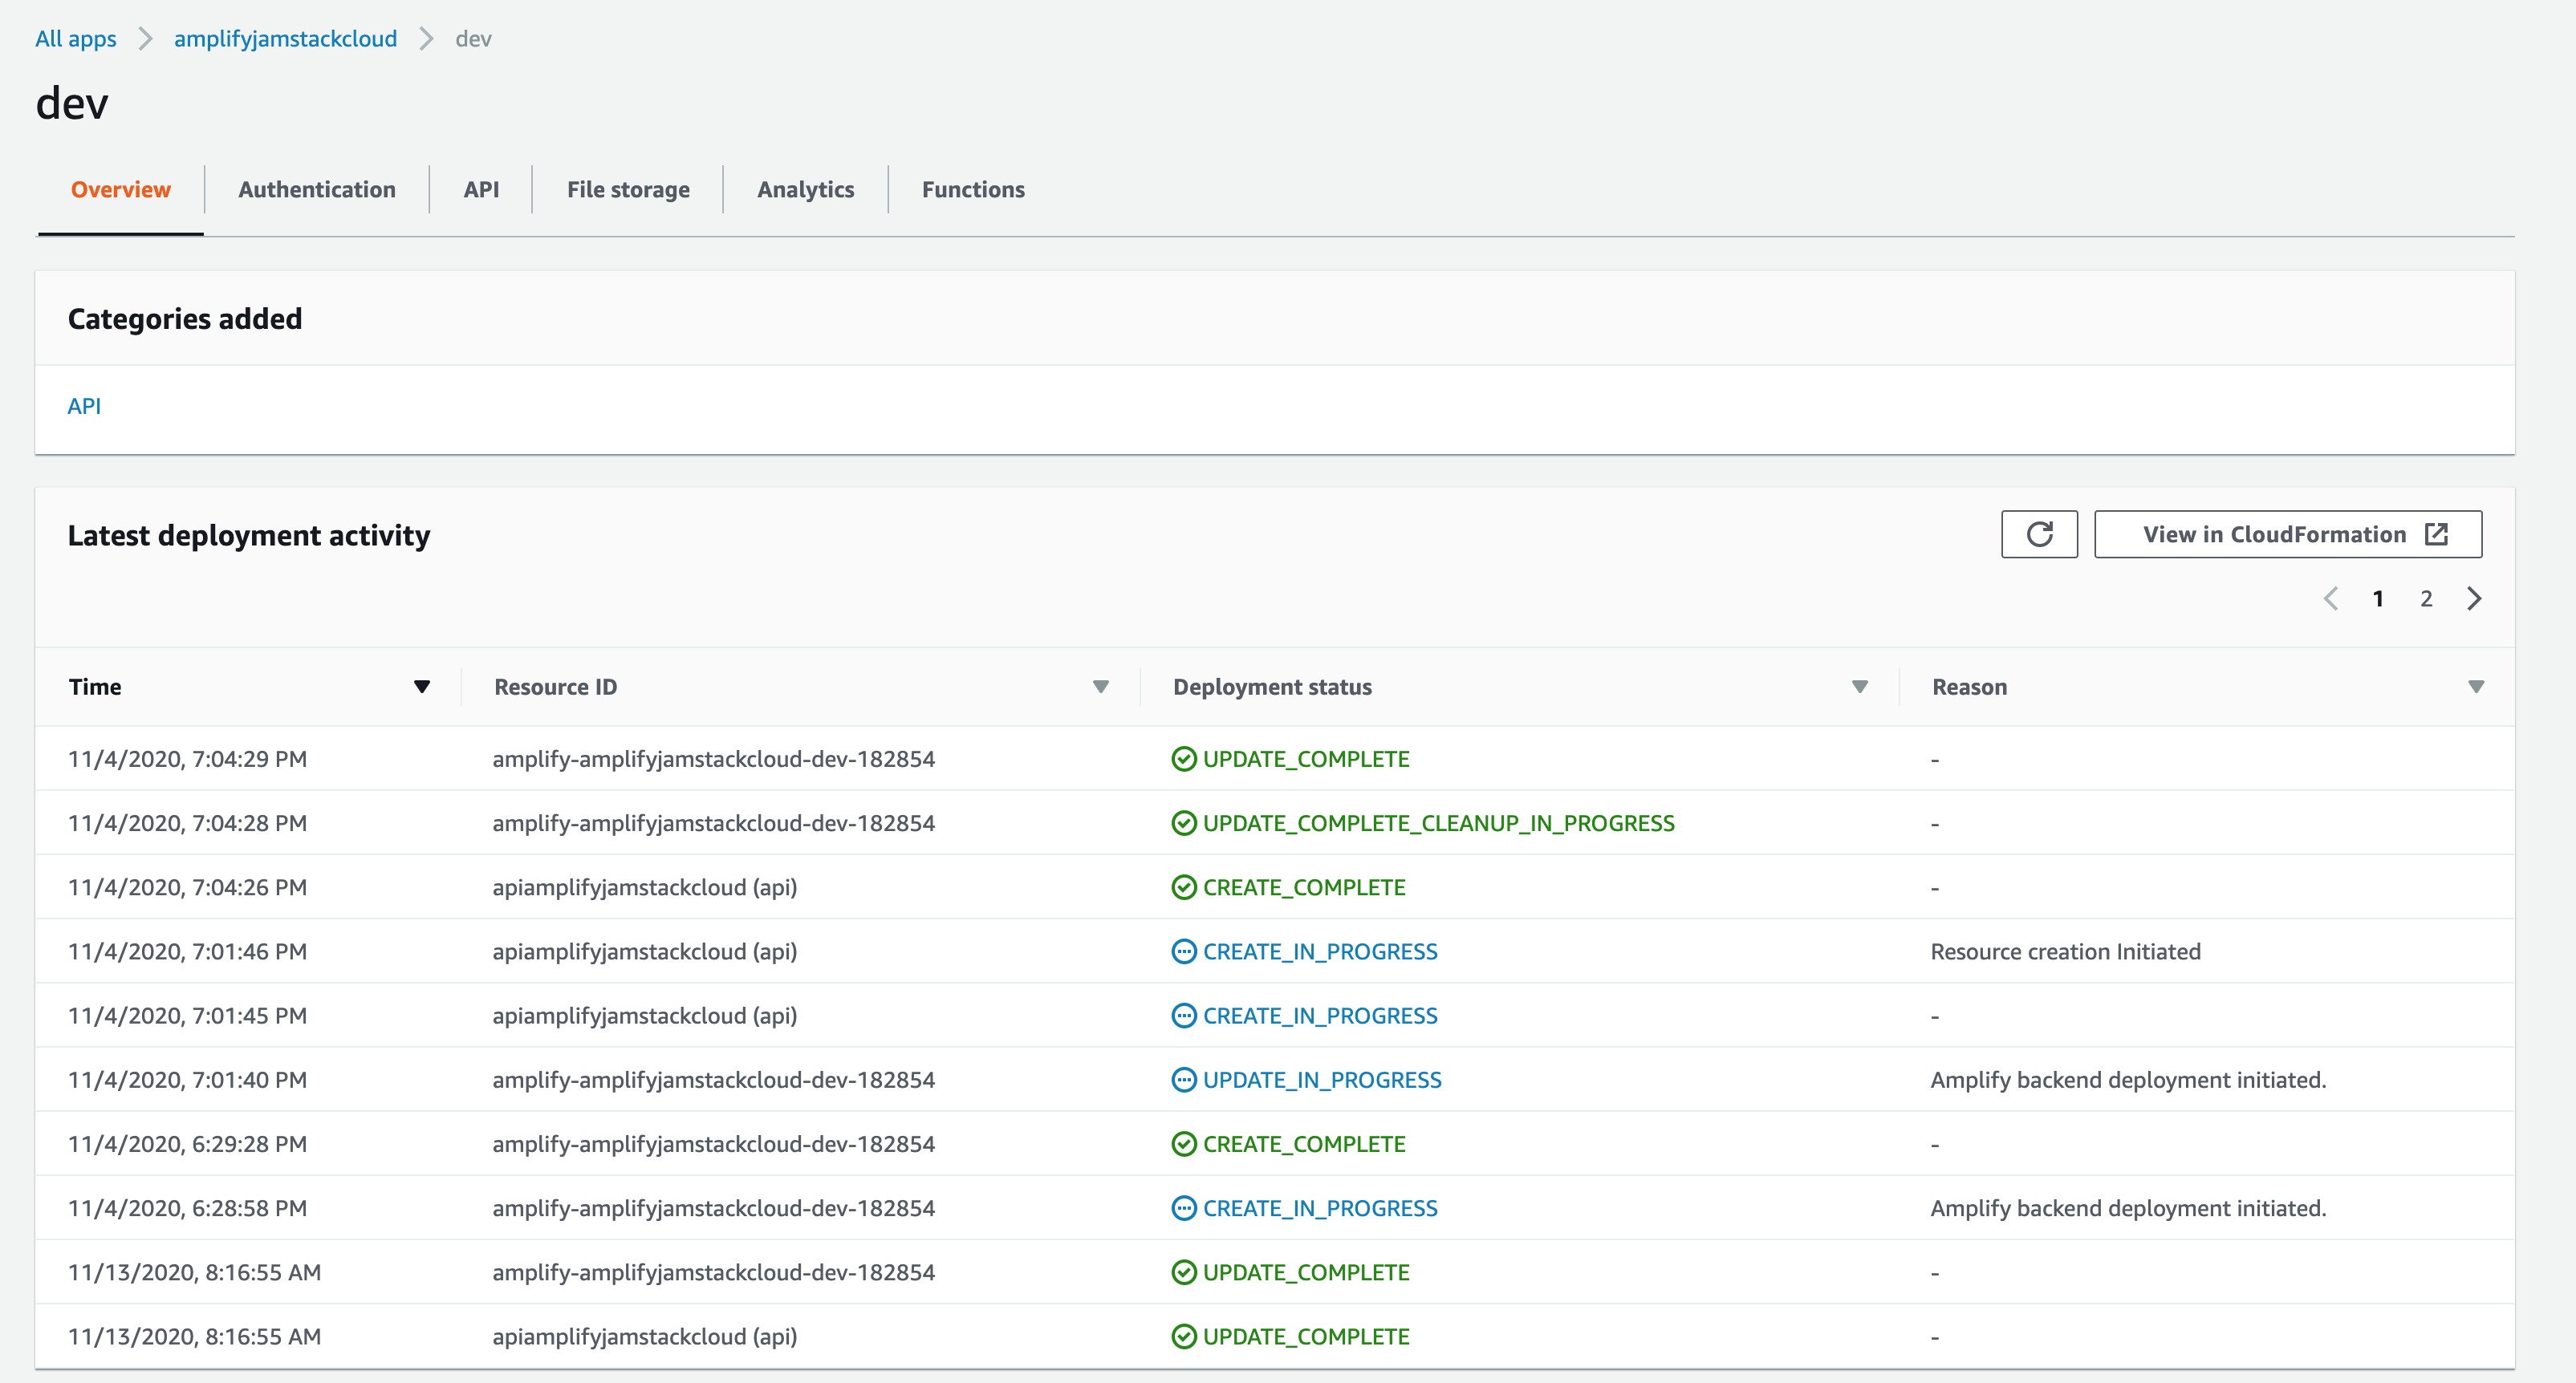 All apps > amplifyjamstackcloud > dev
dev
Overview Authentication API File storage Analytics Functions
Categories added
API
Latest deployment activity View in CloudFormation
1 2
Time Resource ID Deployment status Reason
11/4/2020, 7:04:29 PM amplify-amplifyjamstackcloud-dev-182854 UPDATE_COMPLETE -
11/4/2020, 7:04:28 PM amplify-amplifyjamstackcloud-dev-182854 UPDATE_COMPLETE_CLEANUP_IN_PROGRESS -
11/4/2020, 7:04:26 PM apiamplifyjamstackcloud (api) CREATE_COMPLETE -
11/4/2020, 7:01:46 PM apiamplifyjamstackcloud (api) CREATE_IN_PROGRESS Resource creation Initiated
11/4/2020, 7:01:45 PM apiamplifyjamstackcloud (api) CREATE_IN_PROGRESS -
11/4/2020, 7:01:40 PM amplify-amplifyjamstackcloud-dev-182854 UPDATE_IN_PROGRESS Amplify backend deployment initiated.
11/4/2020, 6:29:28 PM amplify-amplifyjamstackcloud-dev-182854 CREATE_COMPLETE -
11/4/2020, 6:28:58 PM amplify-amplifyjamstackcloud-dev-182854 CREATE_IN_PROGRESS Amplify backend deployment initiated.
11/13/2020, 8:16:55 AM amplify-amplifyjamstackcloud-dev-182854 UPDATE_COMPLETE -
11/13/2020, 8:16:55 AM apiamplifyjamstackcloud (api) UPDATE_COMPLETE -